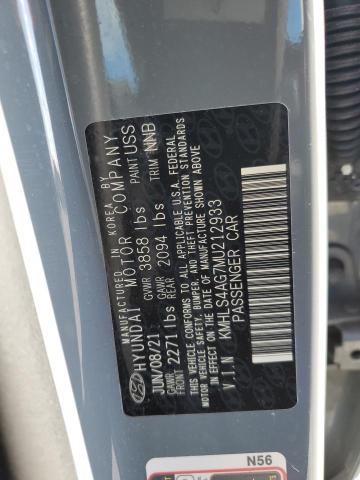 MANUFACTURED IN KOREA BY
HYUNDAI MOTOR COMPANY
JUN/08/21 GVWR 3858 lbs PAINT USS
GAWR FRONT 2271 lbs GAWR REAR 2094 lbs TRIM NNB
THIS VEHICLE CONFORMS TO ALL APPLICABLE U.S.A. FEDERAL
MOTOR VEHICLE SAFETY, BUMPER, AND THEFT PREVENTION STANDARDS
IN EFFECT ON THE DATE OF MANUFACTURE SHOWN ABOVE
V.I.N KMHLS4AG7MU212933
PASSENGER CAR
N56